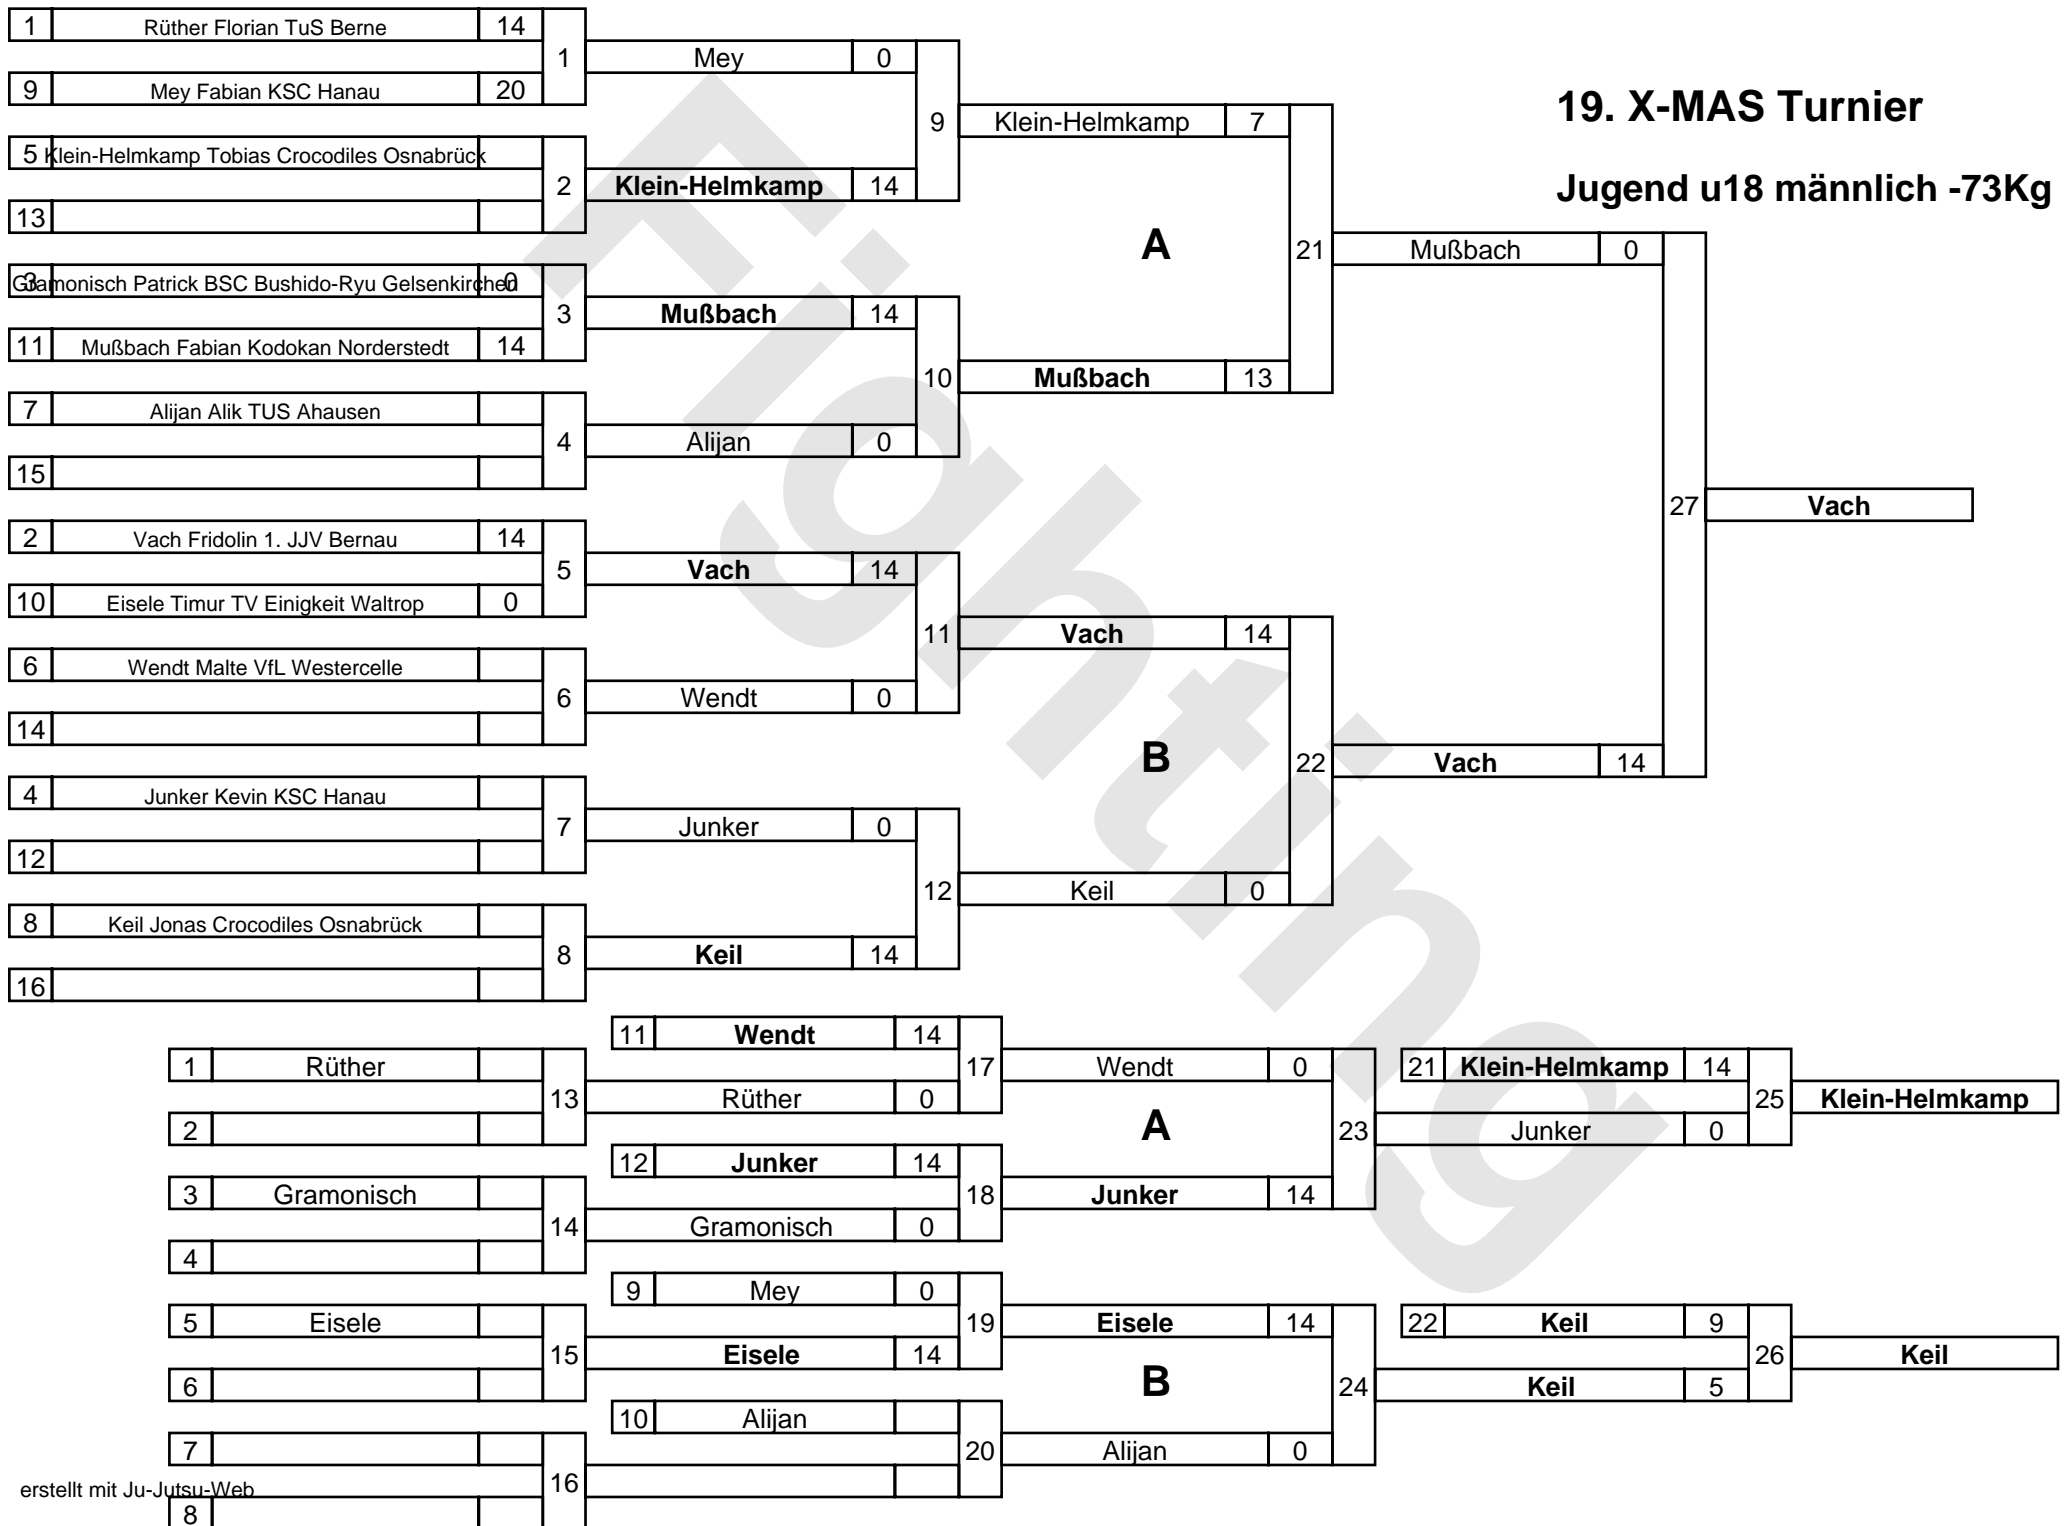 19. X-MAS Turnier
Jugend u18 männlich -73Kg
1 Rüther Florian TuS Berne 14
1
Mey 0
9 Mey Fabian KSC Hanau 20
9
Klein-Helmkamp 7
5 Klein-Helmkamp Tobias Crocodiles Osnabrück
2
Klein-Helmkamp 14
13
A
21
Mußbach 0
3 Gramonisch Patrick BSC Bushido-Ryu Gelsenkirchen 0
3
Mußbach 14
11 Mußbach Fabian Kodokan Norderstedt 14
10
Mußbach 13
7 Alijan Alik TUS Ahausen
4
Alijan 0
15
27
Vach
2 Vach Fridolin 1. JJV Bernau 14
5
Vach 14
10 Eisele Timur TV Einigkeit Waltrop 0
11
Vach 14
6 Wendt Malte VfL Westercelle
6
Wendt 0
14
B
22
Vach 14
4 Junker Kevin KSC Hanau
7
Junker 0
12
12
Keil 0
8 Keil Jonas Crocodiles Osnabrück
8
Keil 14
16
11 Wendt 14
17
Wendt 0
21 Klein-Helmkamp 14
1 Rüther
13
Rüther 0
25
Klein-Helmkamp
2
A
23
Junker 0
12 Junker 14
18
Junker 14
3 Gramonisch
14
Gramonisch 0
4
9 Mey 0
19
Eisele 14
22 Keil 9
5 Eisele
15
Eisele 14
26
Keil
6
B
24
Keil 5
10 Alijan
20
Alijan 0
7
16
8
erstellt mit Ju-Jutsu-Web
Fighting